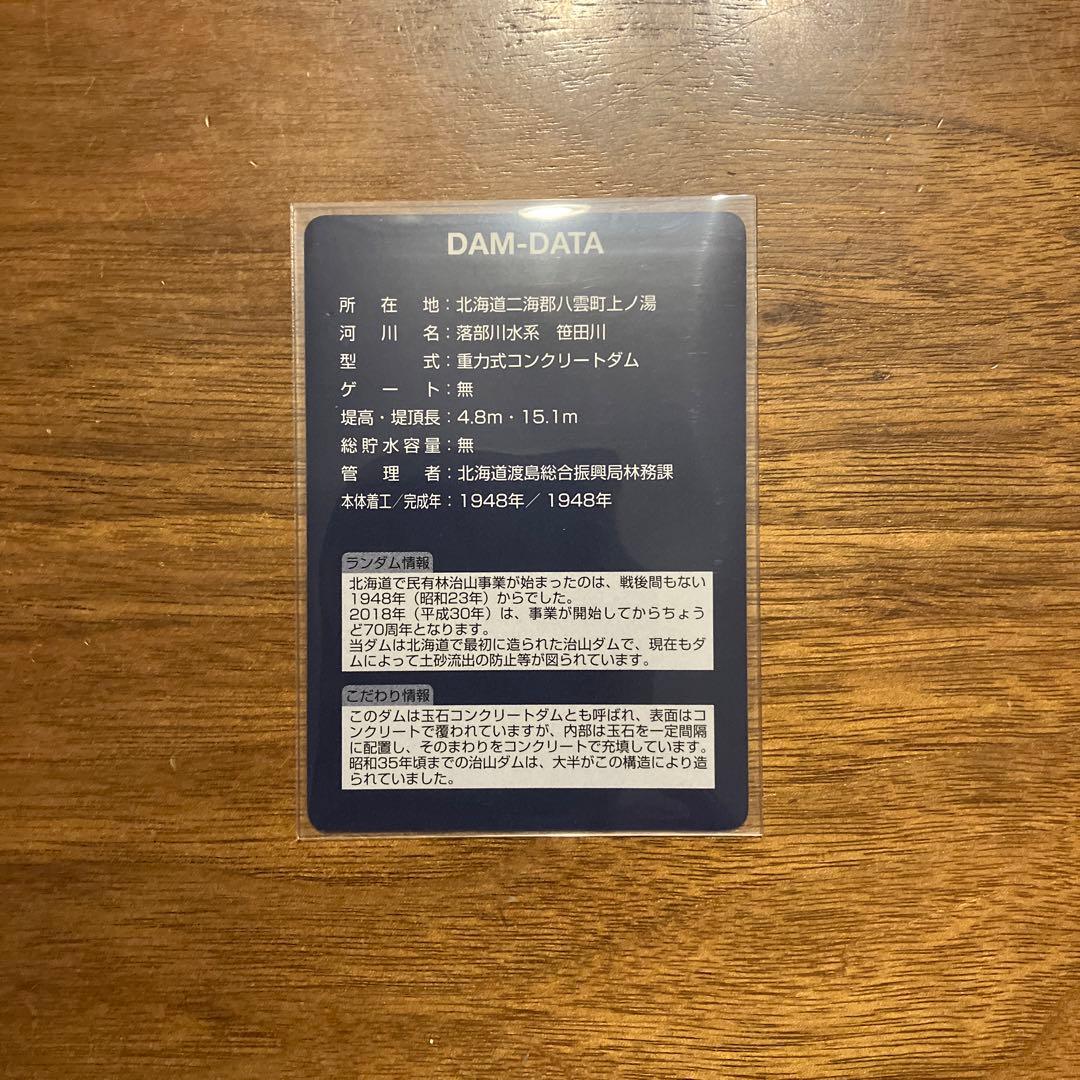 DAM-DATA
所在地：北海道二海郡八雲町上ノ湯
河川名：落部川水系　笹田川
型式：重力式コンクリートダム
ゲート：無
堤高・堤頂長：4.8m・15.1m
総貯水容量：無
管理者：北海道渡島総合振興局林務課
本体着工／完成年：1948年／1948年
ランダム情報
北海道で民有林治山事業が始まったのは、戦後間もない
1948年（昭和23年）からでした。
2018年（平成30年）は、事業が開始してからちょう
ど70周年となります。
当ダムは北海道で最初に造られた治山ダムで、現在もダ
ムによって土砂流出の防止等が図られています。
こだわり情報
このダムは玉石コンクリートダムとも呼ばれ、表面はコ
ンクリートで覆われていますが、内部は玉石を一定間隔
に配置し、そのまわりをコンクリートで充填しています。
昭和35年頃までの治山ダムは、大半がこの構造により造
られていました。